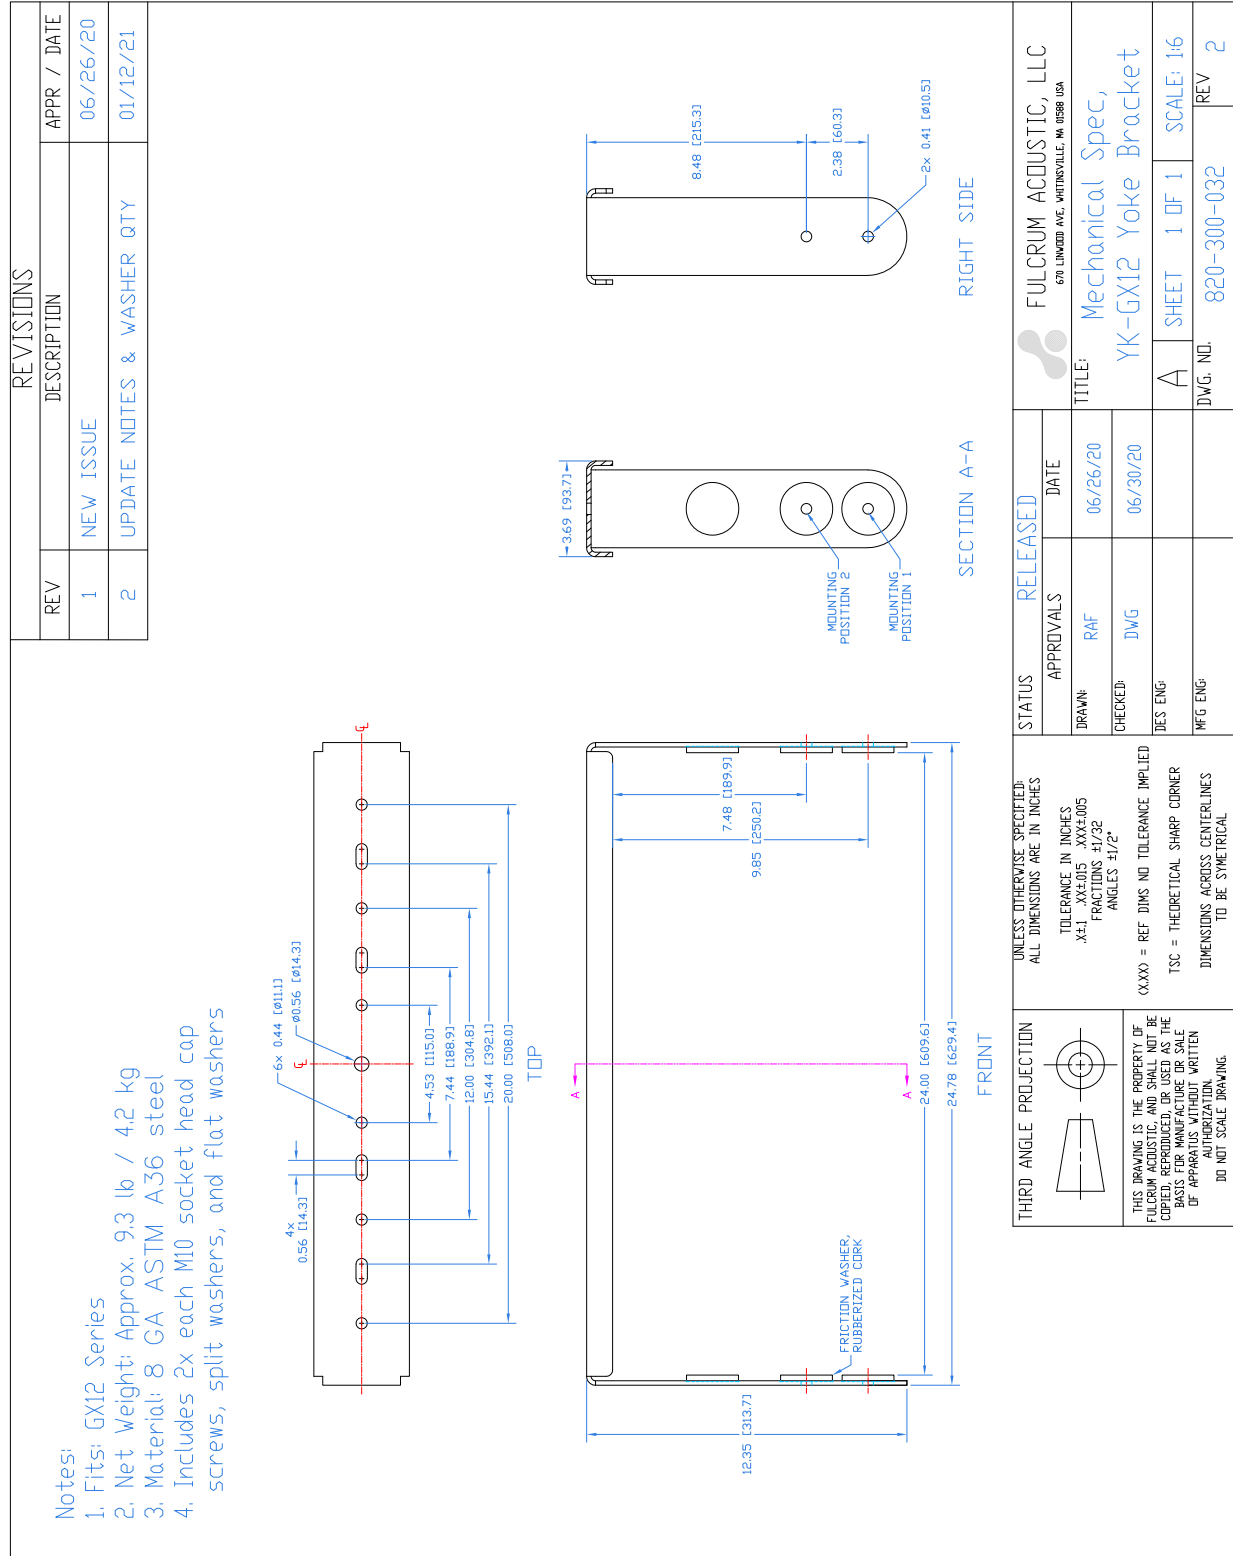 REVISIONS
REV DESCRIPTION APPR / DATE
1 NEW ISSUE 06/26/20
2 UPDATE NOTES & WASHER QTY 01/12/21
Notes:
1. Fits: GX12 Series
2. Net Weight: Approx. 9.3 lb / 4.2 kg
3. Material: 8 GA ASTM A36 steel
4. Includes 2x each M10 socket head cap
screws, split washers, and flat washers
6x 0.44 [Ø11.1]
Ø0.56 [Ø14.3]
4x
0.56 [14.3]
4.53 [115.0]
7.44 [188.9]
12.00 [304.8]
15.44 [392.1]
20.00 [508.0]
TOP
A
A
7.48 [189.9]
9.85 [250.2]
12.35 [313.7]
FRICTION WASHER,
RUBBERIZED CORK
24.00 [609.6]
24.78 [629.4]
FRONT
3.69 [93.7]
MOUNTING
POSITION 2
MOUNTING
POSITION 1
SECTION A-A
8.48 [215.3]
2.38 [60.3]
2x 0.41 [Ø10.5]
RIGHT SIDE
THIRD ANGLE PROJECTION
THIS DRAWING IS THE PROPERTY OF
FULCRUM ACOUSTIC, AND SHALL NOT BE
COPIED, REPRODUCED, OR USED AS THE
BASIS FOR MANUFACTURE OR SALE
OF APPARATUS WITHOUT WRITTEN
AUTHORIZATION.
DO NOT SCALE DRAWING.
UNLESS OTHERWISE SPECIFIED:
ALL DIMENSIONS ARE IN INCHES
TOLERANCE IN INCHES
.X±.1 .XX±.015 .XXX±.005
FRACTIONS ±1/32
ANGLES ±1/2°
(X.XX) = REF DIMS NO TOLERANCE IMPLIED
TSC = THEORETICAL SHARP CORNER
DIMENSIONS ACROSS CENTERLINES
TO BE SYMETRICAL
STATUS RELEASED
APPROVALS DATE
DRAWN: RAF 06/26/20
CHECKED: DWG 06/30/20
DES ENG:
MFG ENG:
FULCRUM ACOUSTIC, LLC
670 LINWOOD AVE, WHITINSVILLE, MA 01588 USA
TITLE: Mechanical Spec,
YK-GX12 Yoke Bracket
A SHEET 1 OF 1 SCALE: 1:6
DWG. NO. 820-300-032 REV 2